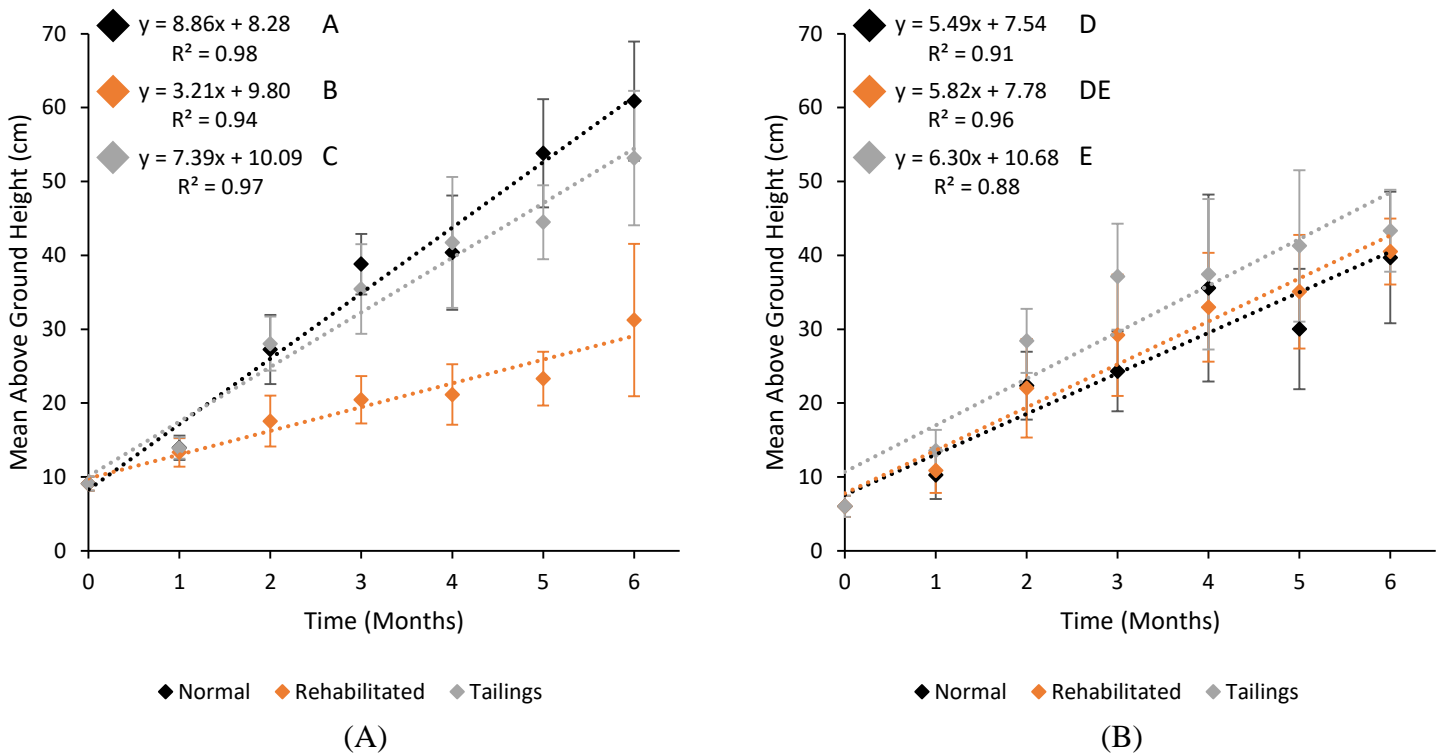 y = 8.86x + 8.28 A
R² = 0.98
y = 3.21x + 9.80 B
R² = 0.94
y = 7.39x + 10.09 C
R² = 0.97
Mean Above Ground Height (cm)
70
60
50
40
30
20
10
0
0 1 2 3 4 5 6
Time (Months)
Normal Rehabilitated Tailings
(A)
y = 5.49x + 7.54 D
R² = 0.91
y = 5.82x + 7.78 DE
R² = 0.96
y = 6.30x + 10.68 E
R² = 0.88
Mean Above Ground Height (cm)
70
60
50
40
30
20
10
0
0 1 2 3 4 5 6
Time (Months)
Normal Rehabilitated Tailings
(B)